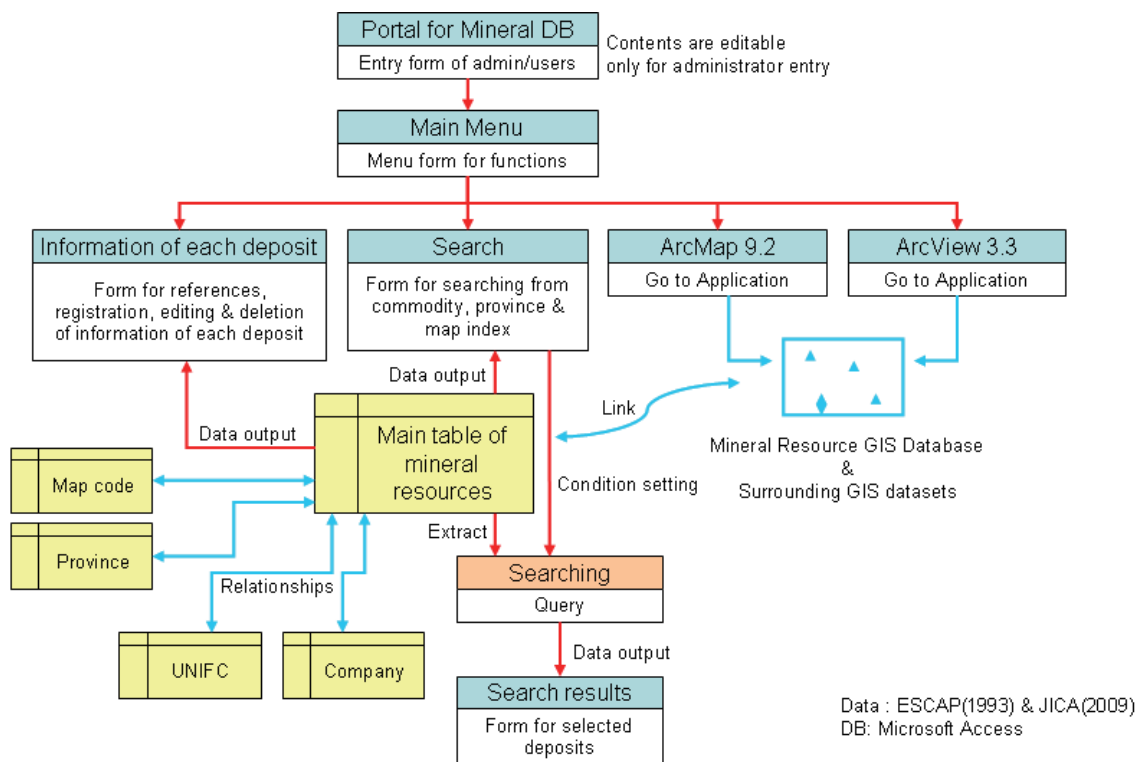 Portal for Mineral DB
Entry form of admin/users
Contents are editable
only for administrator entry
Main Menu
Menu form for functions
Information of each deposit
Form for references,
registration, editing & deletion
of information of each deposit
Search
Form for searching from
commodity, province &
map index
ArcMap 9.2
Go to Application
ArcView 3.3
Go to Application
Data output
Data output
Link
Main table of
mineral
resources
Mineral Resource GIS Database
&
Surrounding GIS datasets
Map code
Condition setting
Extract
Province
Relationships
Searching
Query
UNIFC
Company
Data output
Search results
Form for selected
deposits
Data : ESCAP(1993) & JICA(2009)
DB: Microsoft Access